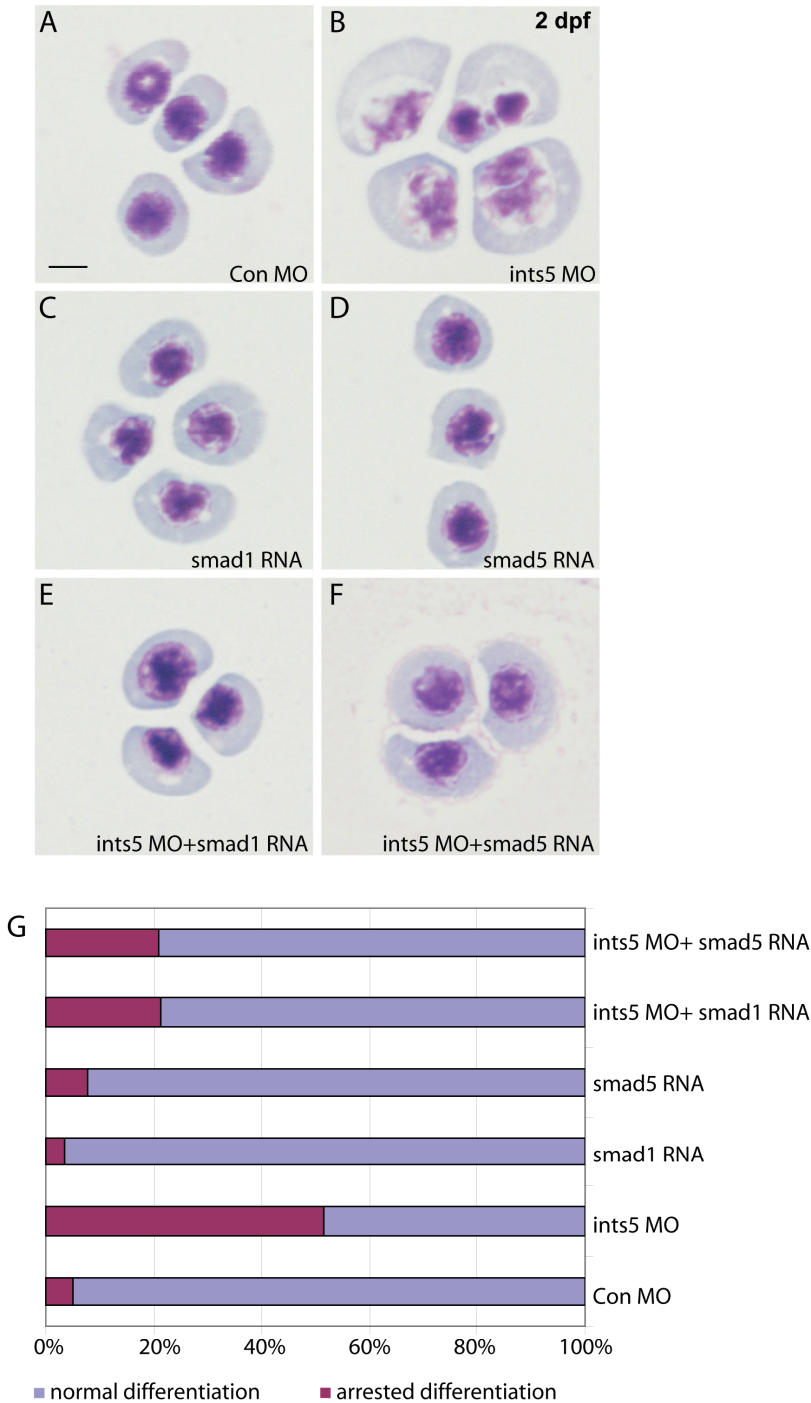 A
Con MO
B
2 dpf
ints5 MO
C
smad1 RNA
D
smad5 RNA
E
ints5 MO+smad1 RNA
F
ints5 MO+smad5 RNA
G
ints5 MO+ smad5 RNA
ints5 MO+ smad1 RNA
smad5 RNA
smad1 RNA
ints5 MO
Con MO
0% 20% 40% 60% 80% 100%
normal differentiation arrested differentiation